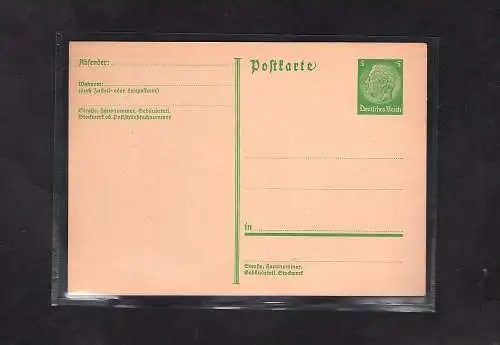 Absender:
Wohnort:
(auch Zustell- oder Leitpostamt)
Straße, Hausnummer, Gebäudeteil,
Stockwerk od. Postschließfachnummer
Postkarte
5 5
Deutsches Reich
in
Straße, Hausnummer,
Gebäudeteil, Stockwerk